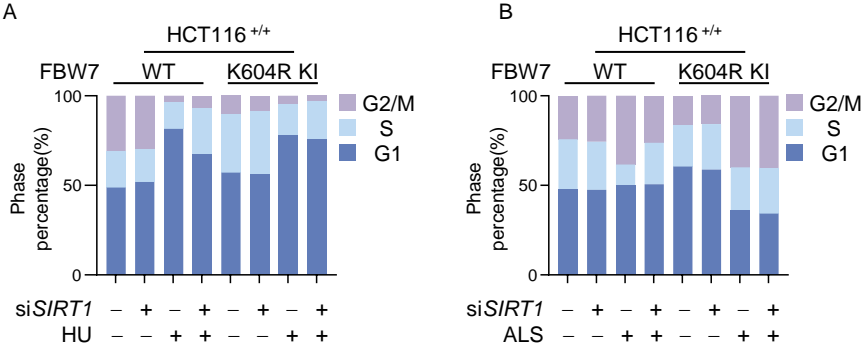 A
HCT116 +/+
FBW7 WT K604R KI
100
50
0
Phase
percentage(%)
G2/M
S
G1
siSIRT1 – + – + – + – +
HU – – + + – – + +
B
HCT116 +/+
FBW7 WT K604R KI
100
50
0
Phase
percentage(%)
G2/M
S
G1
siSIRT1 – + – + – + – +
ALS – – + + – – + +